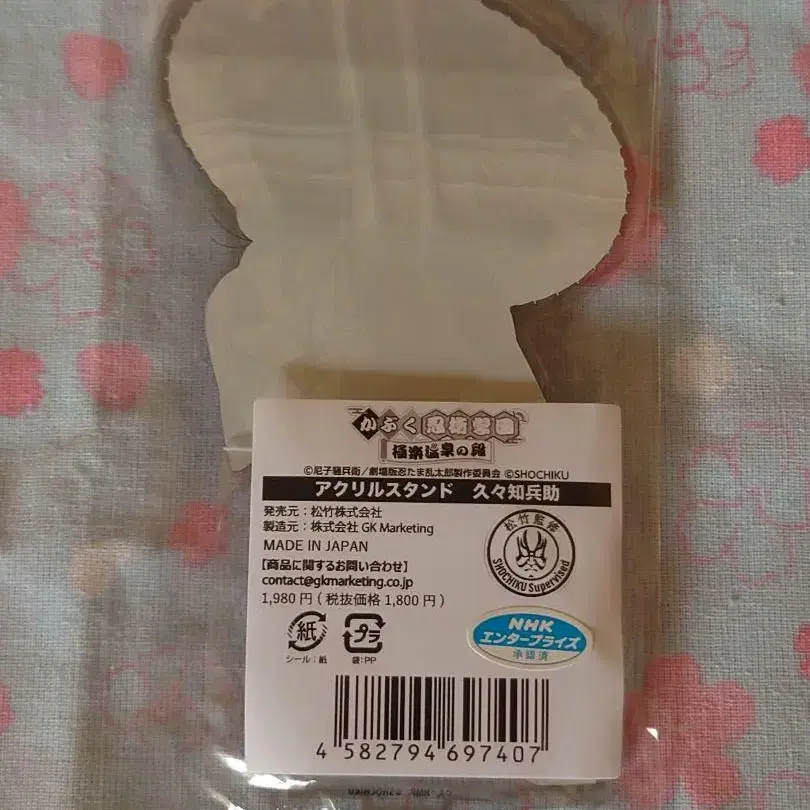 かぶく忍術学園
極楽温泉の段
©尼子騒兵衛／劇場版忍たま乱太郎製作委員会 ©SHOCHIKU
アクリルスタンド 久々知兵助
発売元：松竹株式会社
製造元：株式会社 GK Marketing
MADE IN JAPAN
【商品に関するお問い合わせ】
contact@gkmarketing.co.jp
1,980 円 ( 税抜価格 1,800 円 )
松竹監修
SHOCHIKU Supervised
NHK
エンタープライズ
承認済
紙
プラ
シール：紙
袋：PP
4 582794 697407